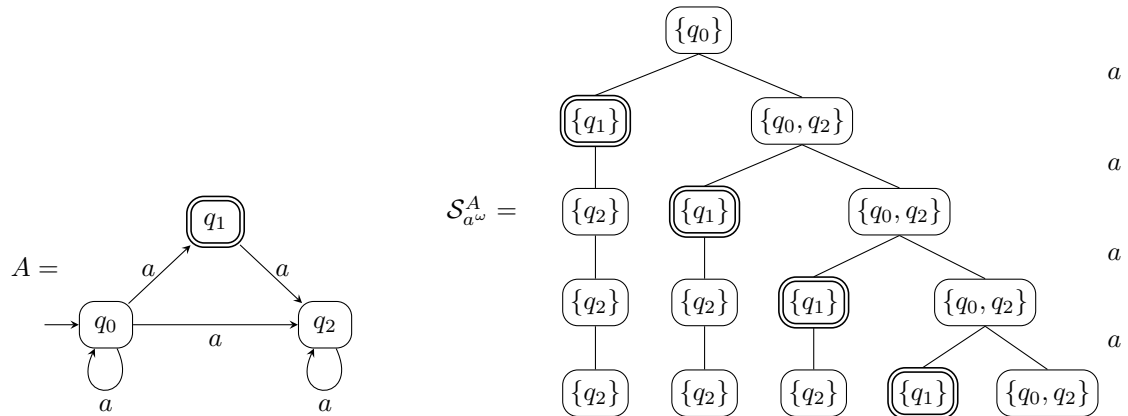 {q₀}
a
{q₁} {q₀, q₂}
a
𝒮ᴬ_{a^ω} = {q₂} {q₁} {q₀, q₂}
q₁
a
A = a a
{q₂} {q₂} {q₁} {q₀, q₂}
q₀ a q₂
a
{q₂} {q₂} {q₂} {q₁} {q₀, q₂}
a a